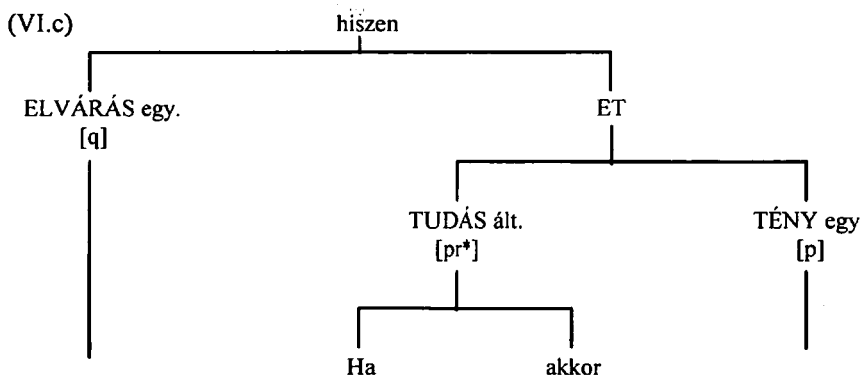 (VI.c) hiszen
ELVÁRÁS egy. ET
[q]
TUDÁS ált. TÉNY egy
[pr*] [p]
Ha akkor